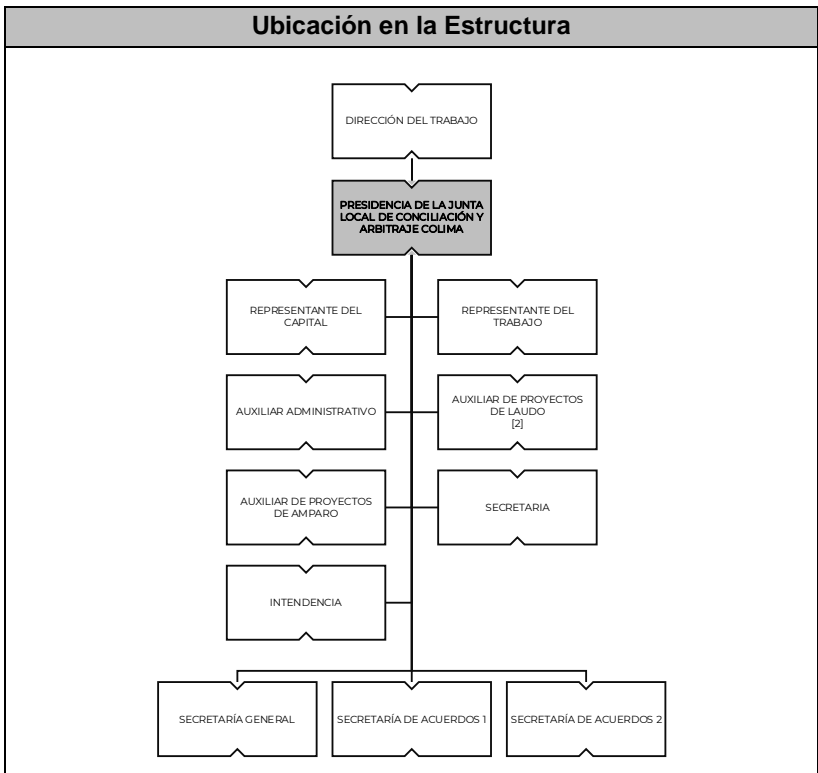 Ubicación en la Estructura
DIRECCIÓN DEL TRABAJO
PRESIDENCIA DE LA JUNTA
LOCAL DE CONCILIACIÓN Y
ARBITRAJE COLIMA
REPRESENTANTE DEL
CAPITAL
REPRESENTANTE DEL
TRABAJO
AUXILIAR ADMINISTRATIVO
AUXILIAR DE PROYECTOS
DE LAUDO
[2]
AUXILIAR DE PROYECTOS
DE AMPARO
SECRETARIA
INTENDENCIA
SECRETARÍA GENERAL
SECRETARÍA DE ACUERDOS 1
SECRETARÍA DE ACUERDOS 2